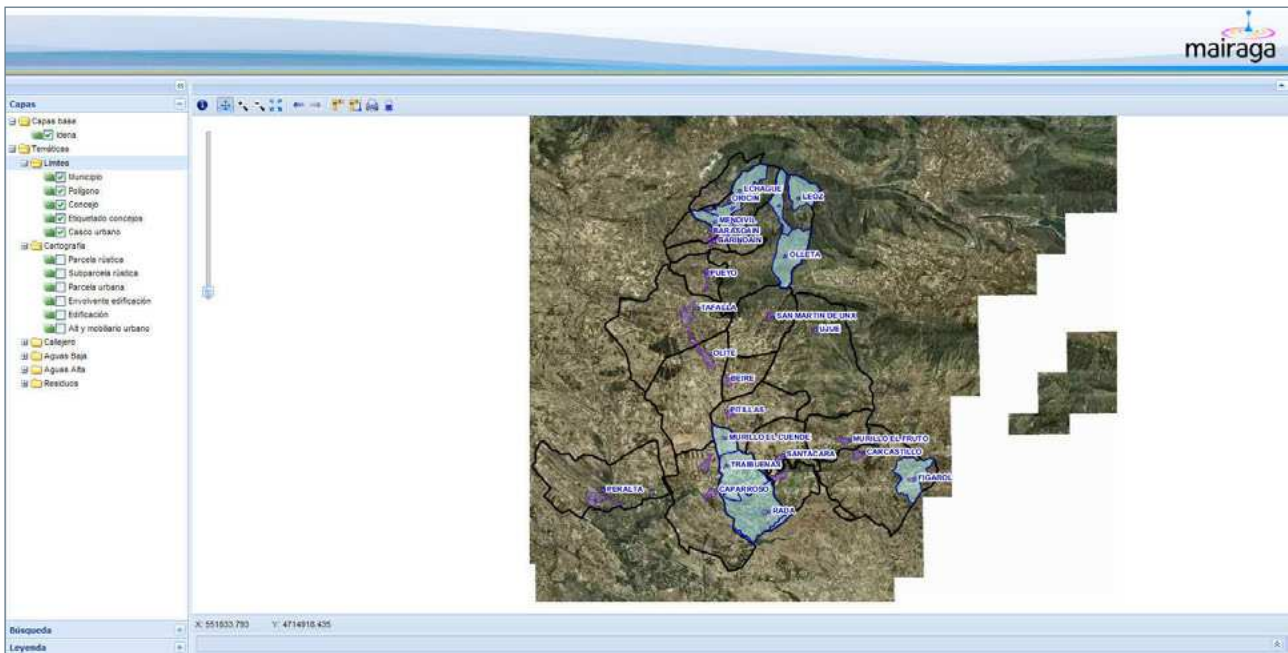 mairaga
Capas
Capas base
Idena
Temáticas
Límites
Municipio
Polígono
Concejo
Etiquetado concejos
Casco urbano
Cartografía
Parcela rústica
Subparcela rústica
Parcela urbana
Envolvente edificación
Edificación
Alt y mobiliario urbano
Callejero
Aguas Baja
Aguas Alta
Residuos
Búsqueda
Leyenda
ECHAGUE
ORICIN
LEOZ
MENDIVIL
BARASOAIN
GARINOAIN
OLLETA
PUEYO
TAFALLA
SAN MARTIN DE UNX
UJUE
OLITE
BEIRE
PITILLAS
MURILLO EL CUENDE
MURILLO EL FRUTO
SANTACARA
CARCASTILLO
TRAIBUENAS
FIGAROL
PERALTA
CAPARROSO
RADA
X: 551833.793 Y: 4714918.435